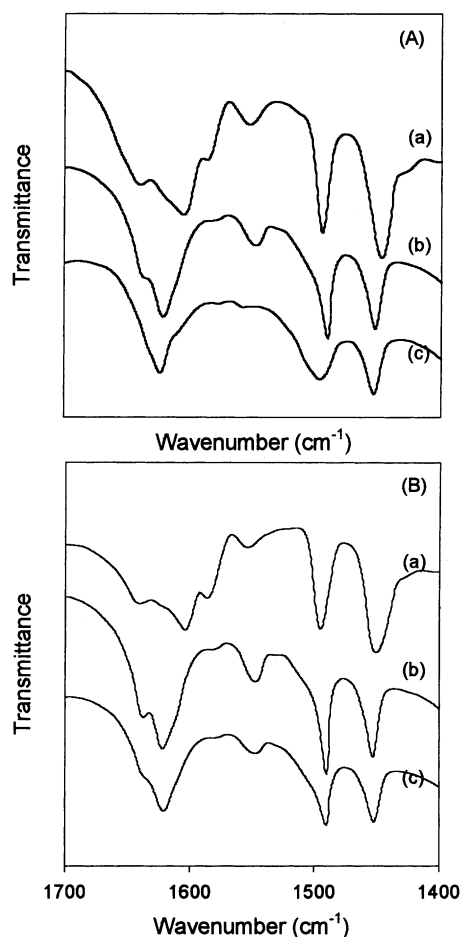 (A)
(a)
(b)
(c)
Transmittance
Wavenumber (cm-1)
(B)
(a)
(b)
(c)
Transmittance
1700 1600 1500 1400
Wavenumber (cm-1)